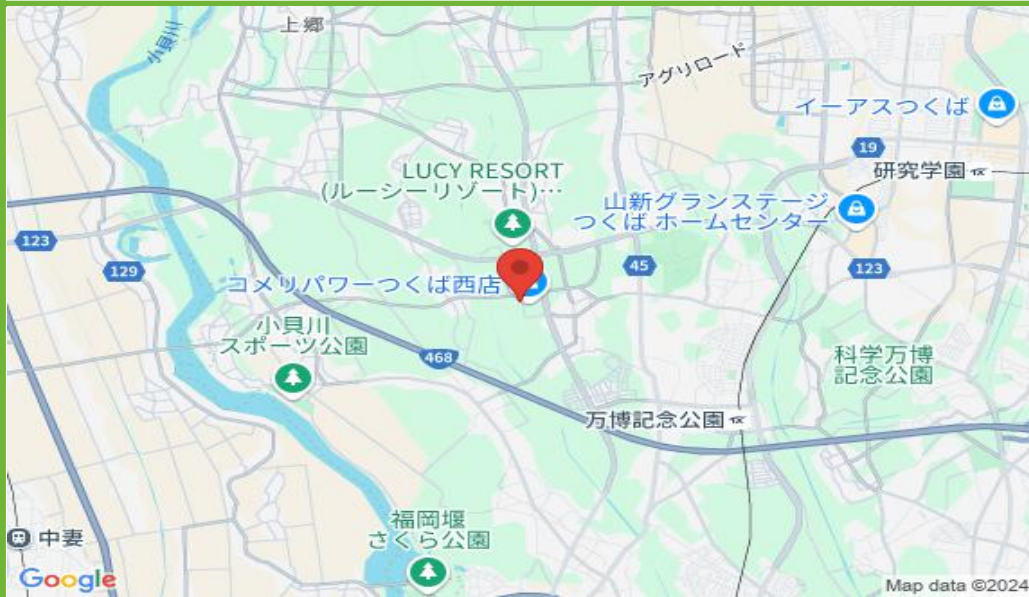 上郷
小貝川
アグリロード
イーアスつくば
19
研究学園
LUCY RESORT
(ルーシーリゾート)…
山新グランステージ
つくば ホームセンター
123
129
45
123
コメリパワーつくば西店
小貝川
スポーツ公園
468
科学万博
記念公園
万博記念公園
福岡堰
さくら公園
中妻
Google
Map data ©2024